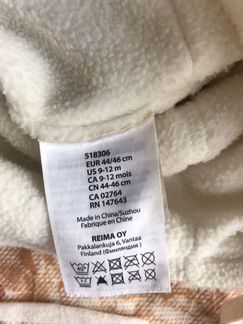 518306
EUR 44/46 cm
US 9-12 m
CA 9-12 mois
CN 44-46 cm
CA 02764
RN 147643
Made in China/Suzhou
Fabriqué en Chine
REIMA OY
Pakkalankuja 6, Vantaa
Finland (Финляндия)
40°